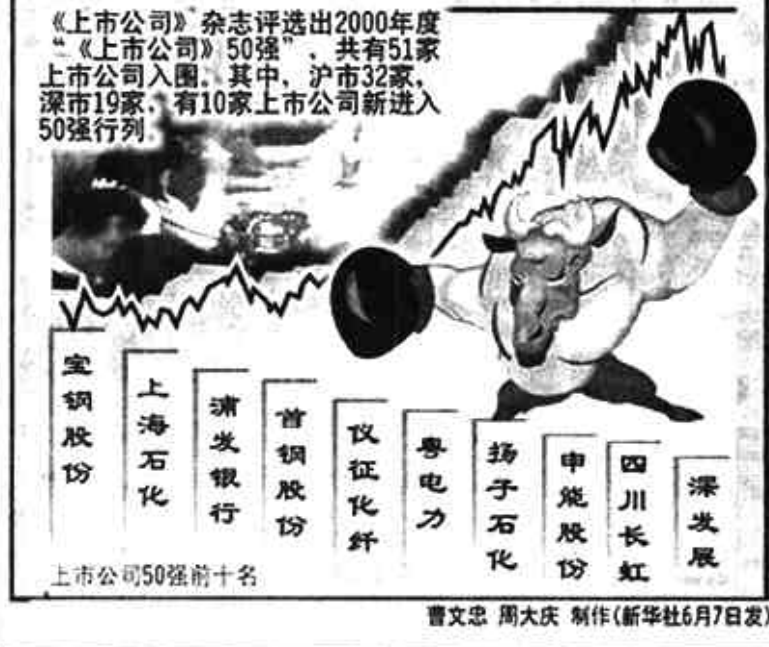 《上市公司》杂志评选出2000年度
“《上市公司》50强”，共有51家
上市公司入围。其中，沪市32家，
深市19家，有10家上市公司新进入
50强行列。
宝钢股份
上海石化
浦发银行
首钢股份
仪征化纤
粤电力
扬子石化
申能股份
四川长虹
深发展
上市公司50强前十名
曹文忠 周大庆 制作(新华社6月7日发)